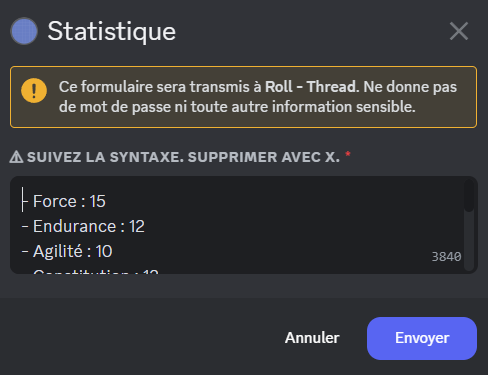 Statistique
Ce formulaire sera transmis à Roll - Thread. Ne donne pas
de mot de passe ni toute autre information sensible.
⚠ SUIVEZ LA SYNTAXE. SUPPRIMER AVEC X. *
- Force : 15
- Endurance : 12
- Agilité : 10
3840
Annuler
Envoyer